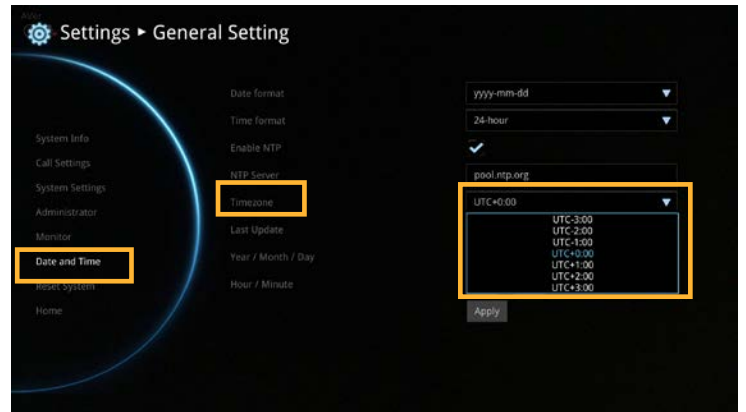 AVer
Settings ▸ General Setting
Date format
yyyy-mm-dd
Time format
24-hour
System Info
Enable NTP
Call Settings
NTP Server
pool.ntp.org
System Settings
Timezone
UTC+0:00
Administrator
UTC-3:00
UTC-2:00
UTC-1:00
UTC+0:00
UTC+1:00
UTC+2:00
UTC+3:00
Last Update
Monitor
Year / Month / Day
Date and Time
Hour / Minute
Reset System
Home
Apply